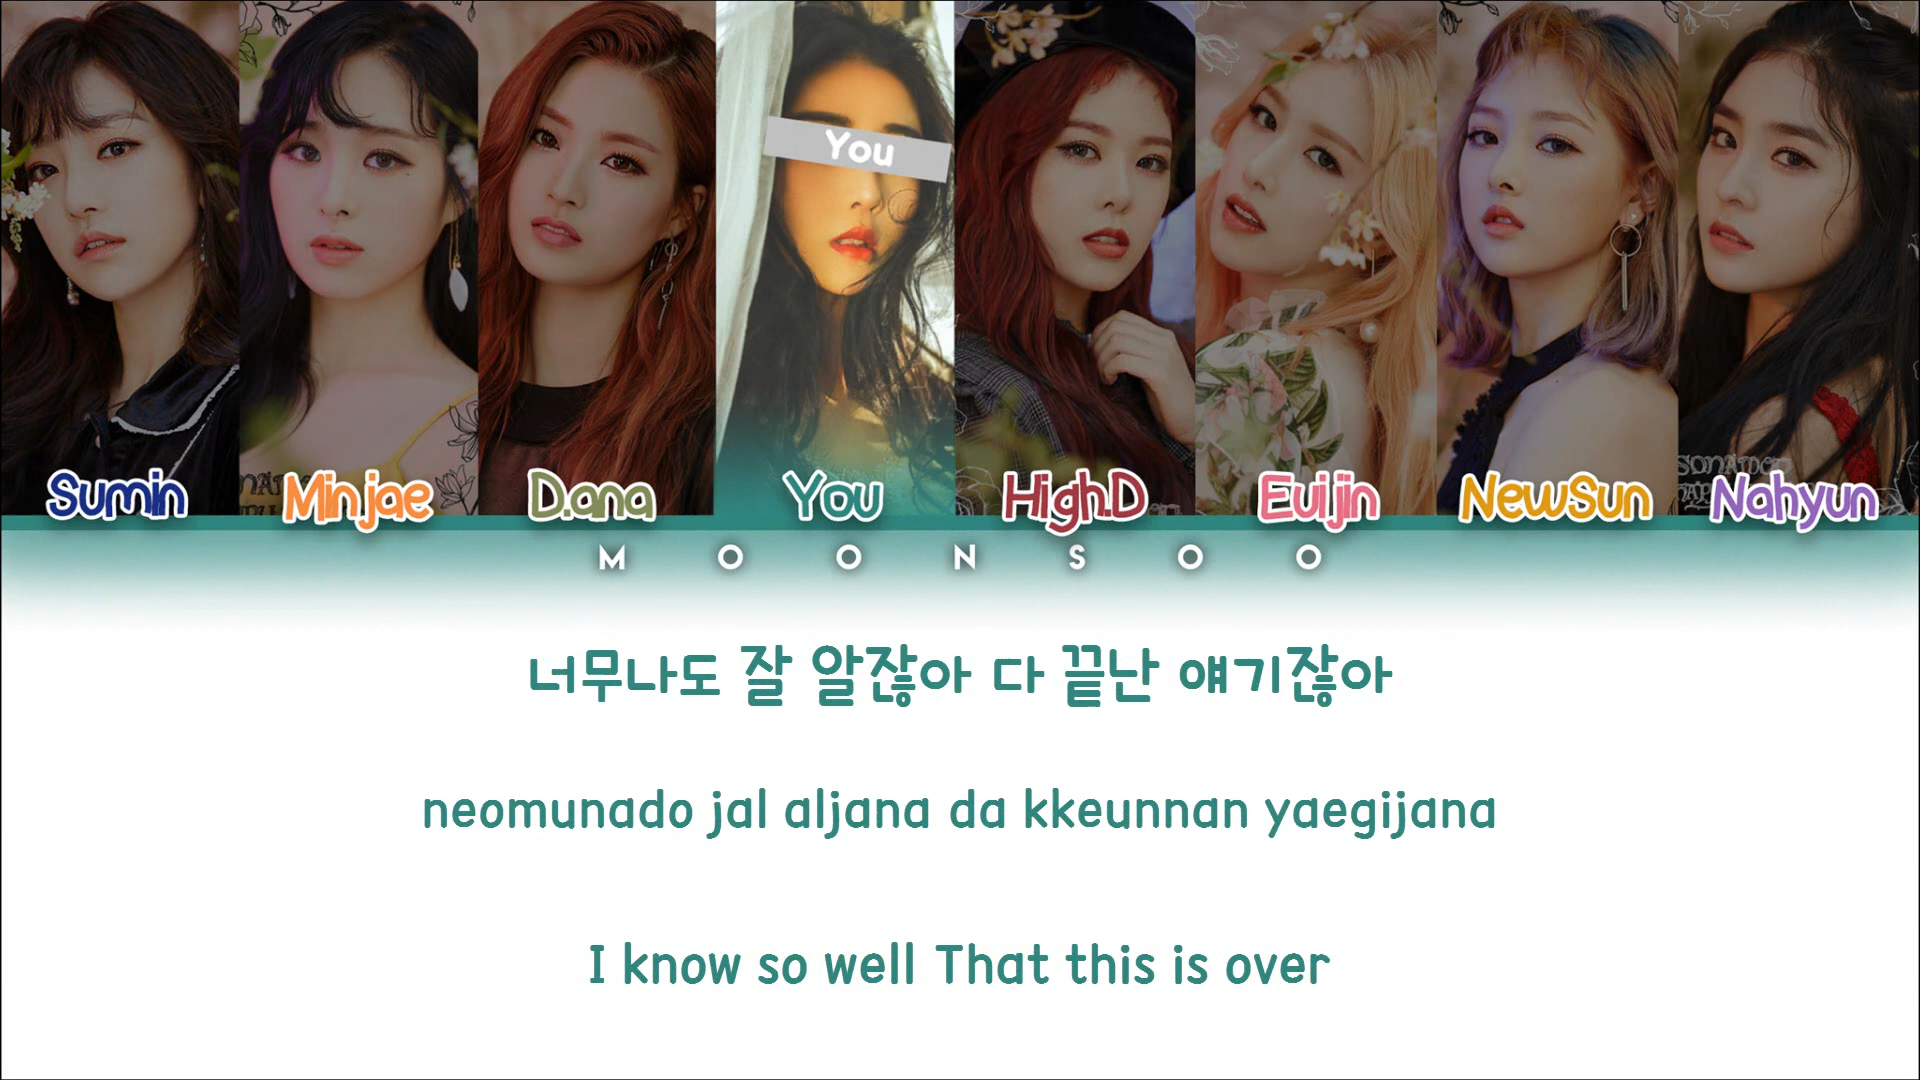 You
Sumin Minjae D.ana You High.D Euijin NewSun Nahyun
MOONSOO
너무나도 잘 알잖아 다 끝난 얘기잖아
neomunado jal aljana da kkeunnan yaegijana
I know so well That this is over